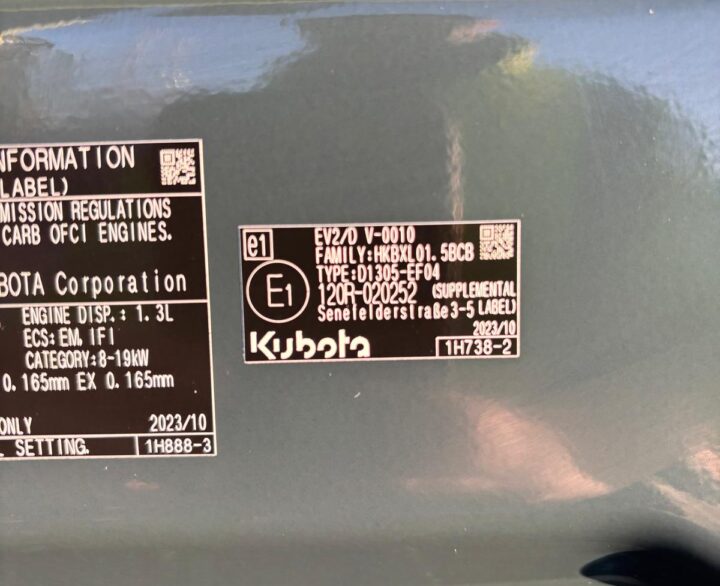 NFORMATION
LABEL)
MISSION REGULATIONS
CARB OFCI ENGINES.
BOTA Corporation
ENGINE DISP.: 1.3L
ECS: EM, IFI
CATEGORY: 8-19kW
0.165mm EX 0.165mm
ONLY 2023/10
L SETTING. 1H888-3
e1 EV2/D V-0010
FAMILY:HKBXL01.5BCB
TYPE:D1305-EF04
E1 120R-020252 (SUPPLEMENTAL LABEL)
Senefelderstraße 3-5
2023/10
Kubota 1H738-2